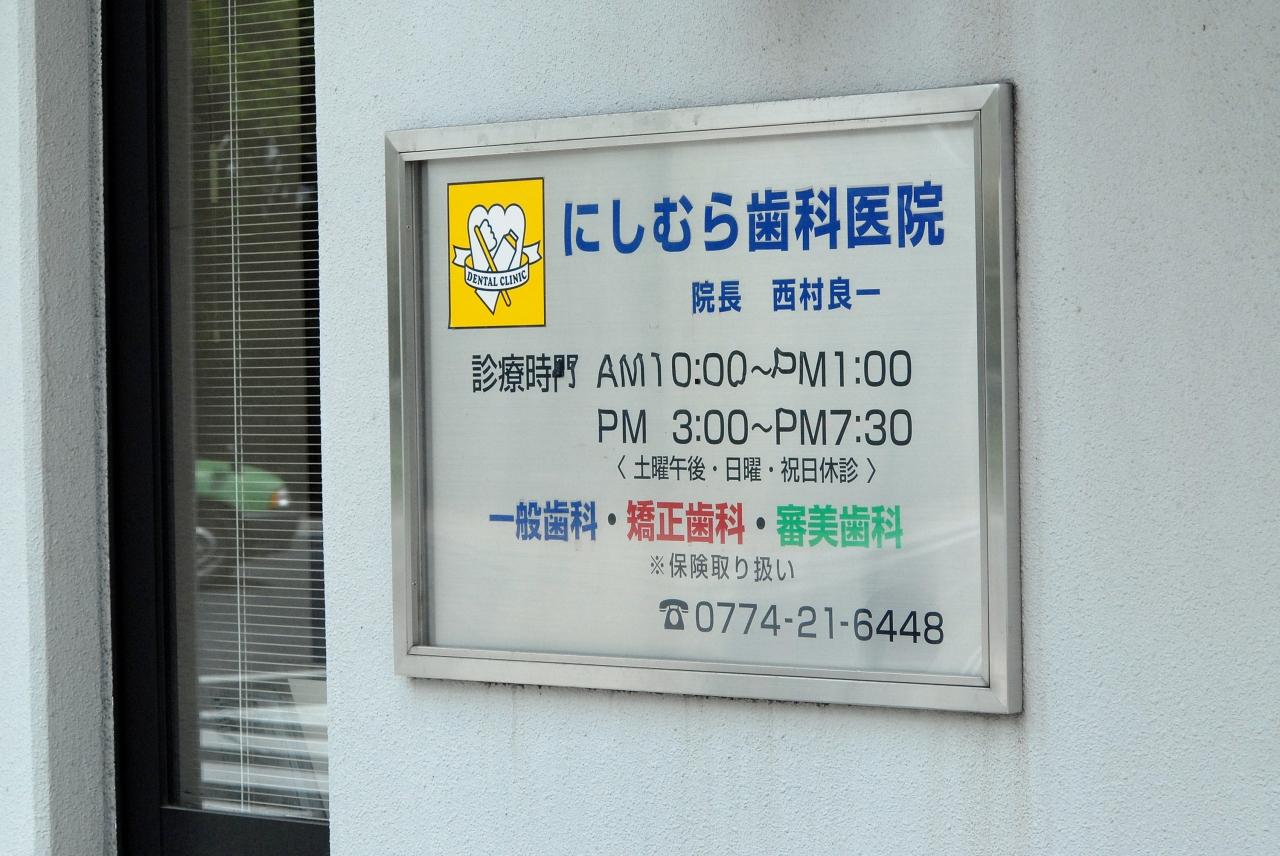 DENTAL CLINIC
にしむら歯科医院
院長　西村良一
診療時間 AM10:00～PM1:00
PM 3:00～PM7:30
〈 土曜午後・日曜・祝日休診 〉
一般歯科・矯正歯科・審美歯科
※保険取り扱い
☎0774-21-6448